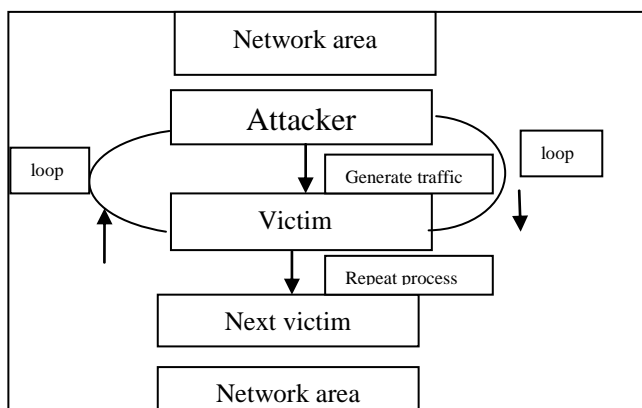 Network area
Attacker
loop
loop
Generate traffic
Victim
Repeat process
Next victim
Network area